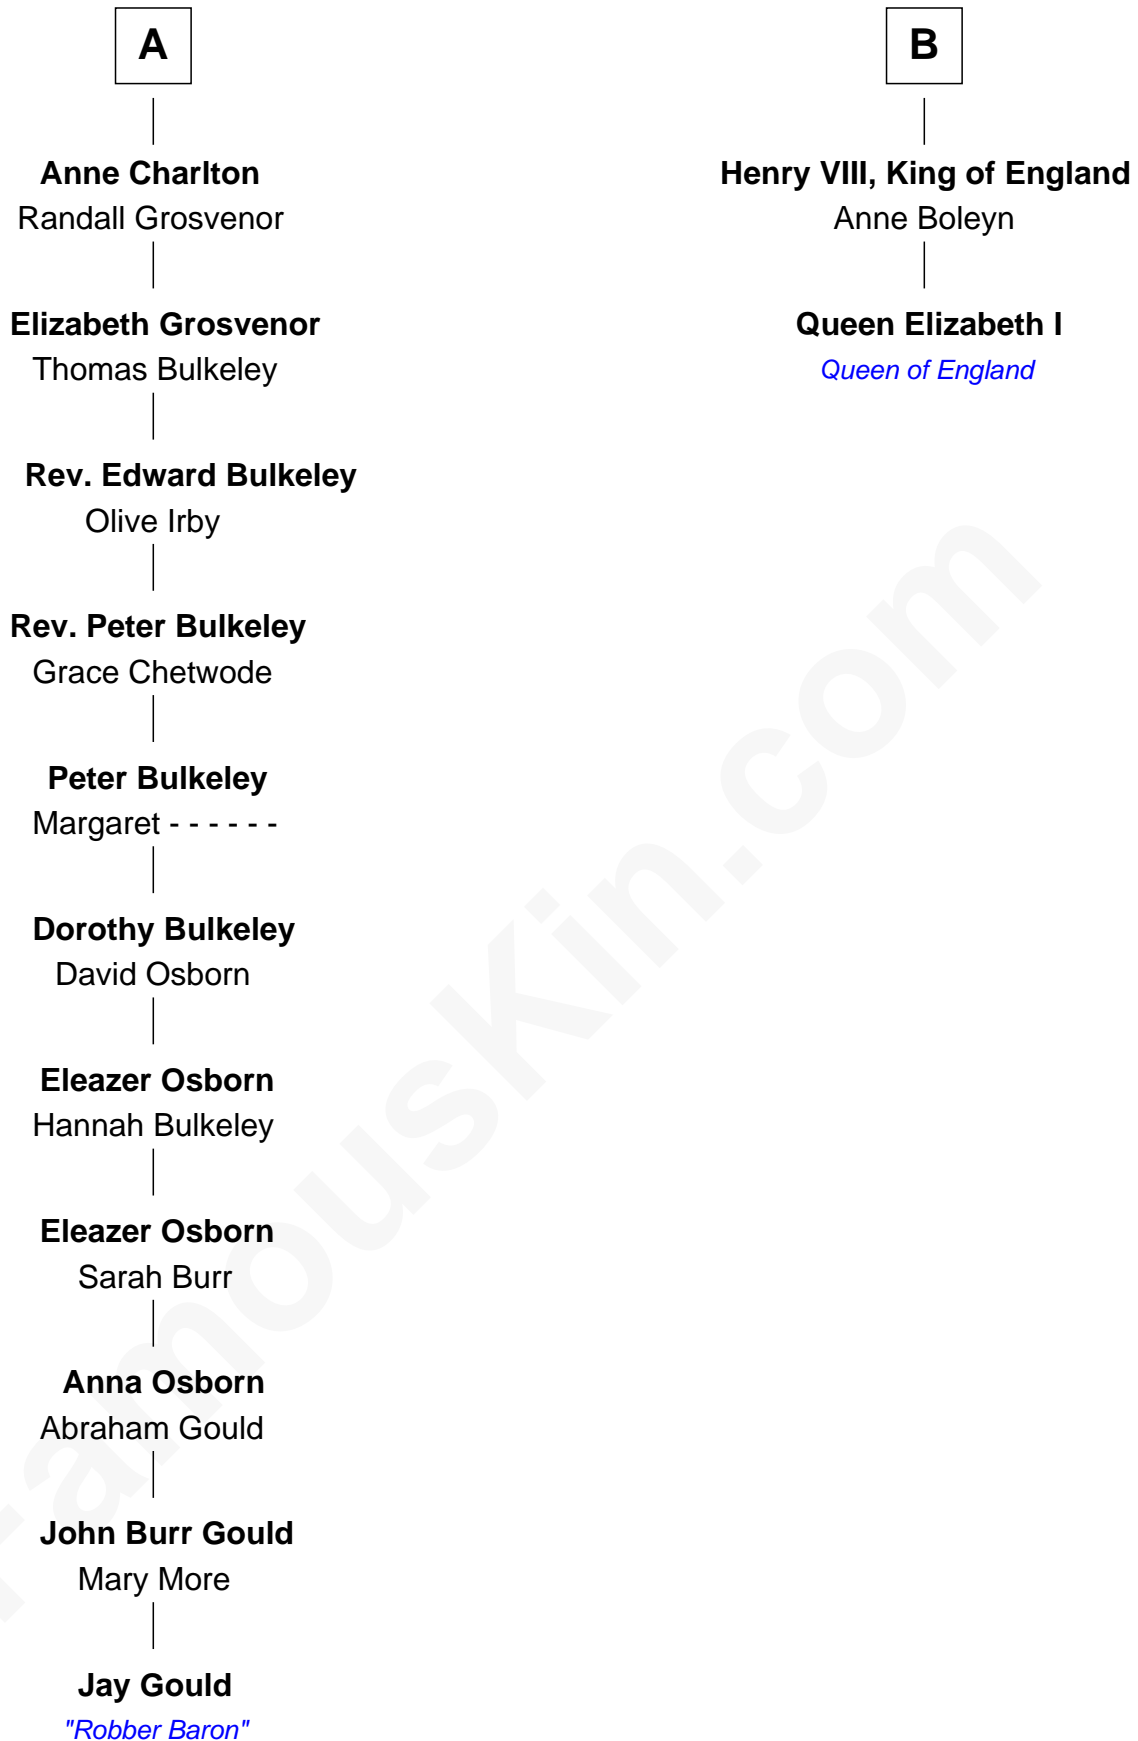 A
Anne Charlton
Randall Grosvenor
Elizabeth Grosvenor
Thomas Bulkeley
Rev. Edward Bulkeley
Olive Irby
Rev. Peter Bulkeley
Grace Chetwode
Peter Bulkeley
Margaret - - - - - -
Dorothy Bulkeley
David Osborn
Eleazer Osborn
Hannah Bulkeley
Eleazer Osborn
Sarah Burr
Anna Osborn
Abraham Gould
John Burr Gould
Mary More
Jay Gould
"Robber Baron"
B
Henry VIII, King of England
Anne Boleyn
Queen Elizabeth I
Queen of England
FamousKin.com